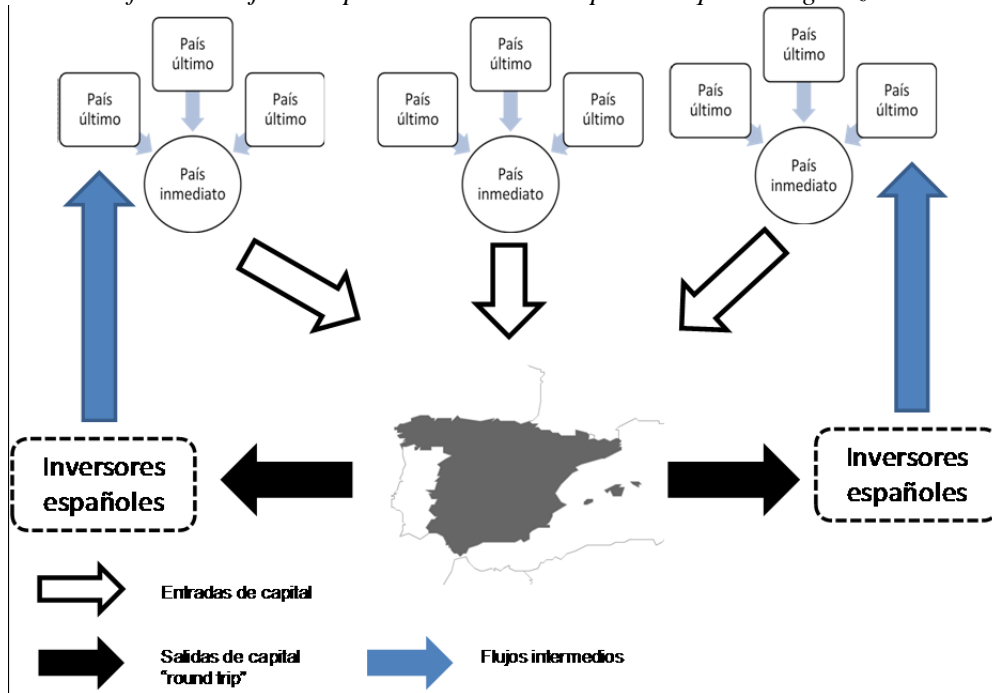 País
último
País
último
País
último
País
inmediato
País
último
País
último
País
último
País
inmediato
País
último
País
último
País
último
País
inmediato
Inversores
españoles
Inversores
españoles
Entradas de capital
Salidas de capital
"round trip"
Flujos intermedios